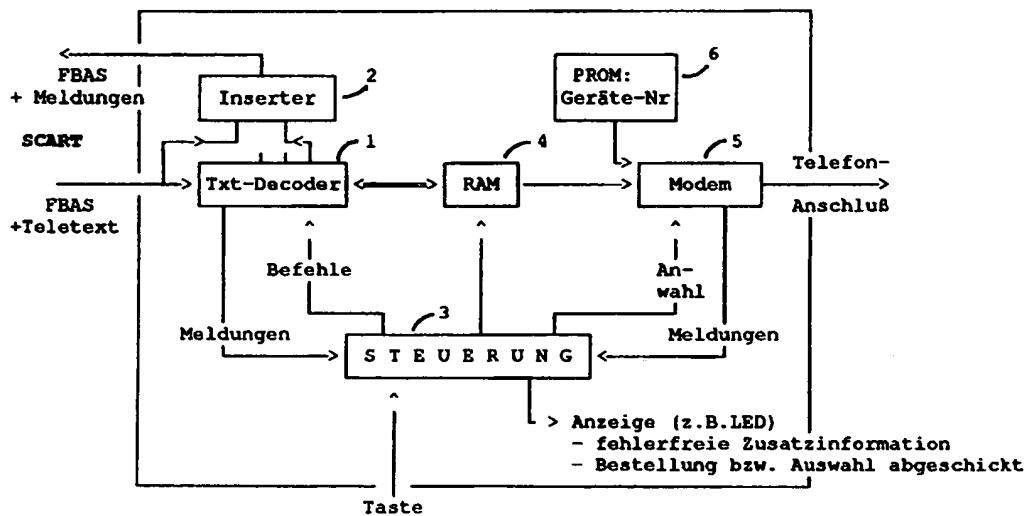 6
PROM:
Geräte-Nr
FBAS
+ Meldungen
2
Inserter
SCART
1
4
5
Telefon-
Txt-Decoder
RAM
Modem
FBAS
+Teletext
Anschluß
Befehle
An-
wahl
3
Meldungen
Meldungen
S T E U E R U N G
Anzeige (z.B.LED)
- fehlerfreie Zusatzinformation
- Bestellung bzw. Auswahl abgeschickt
Taste